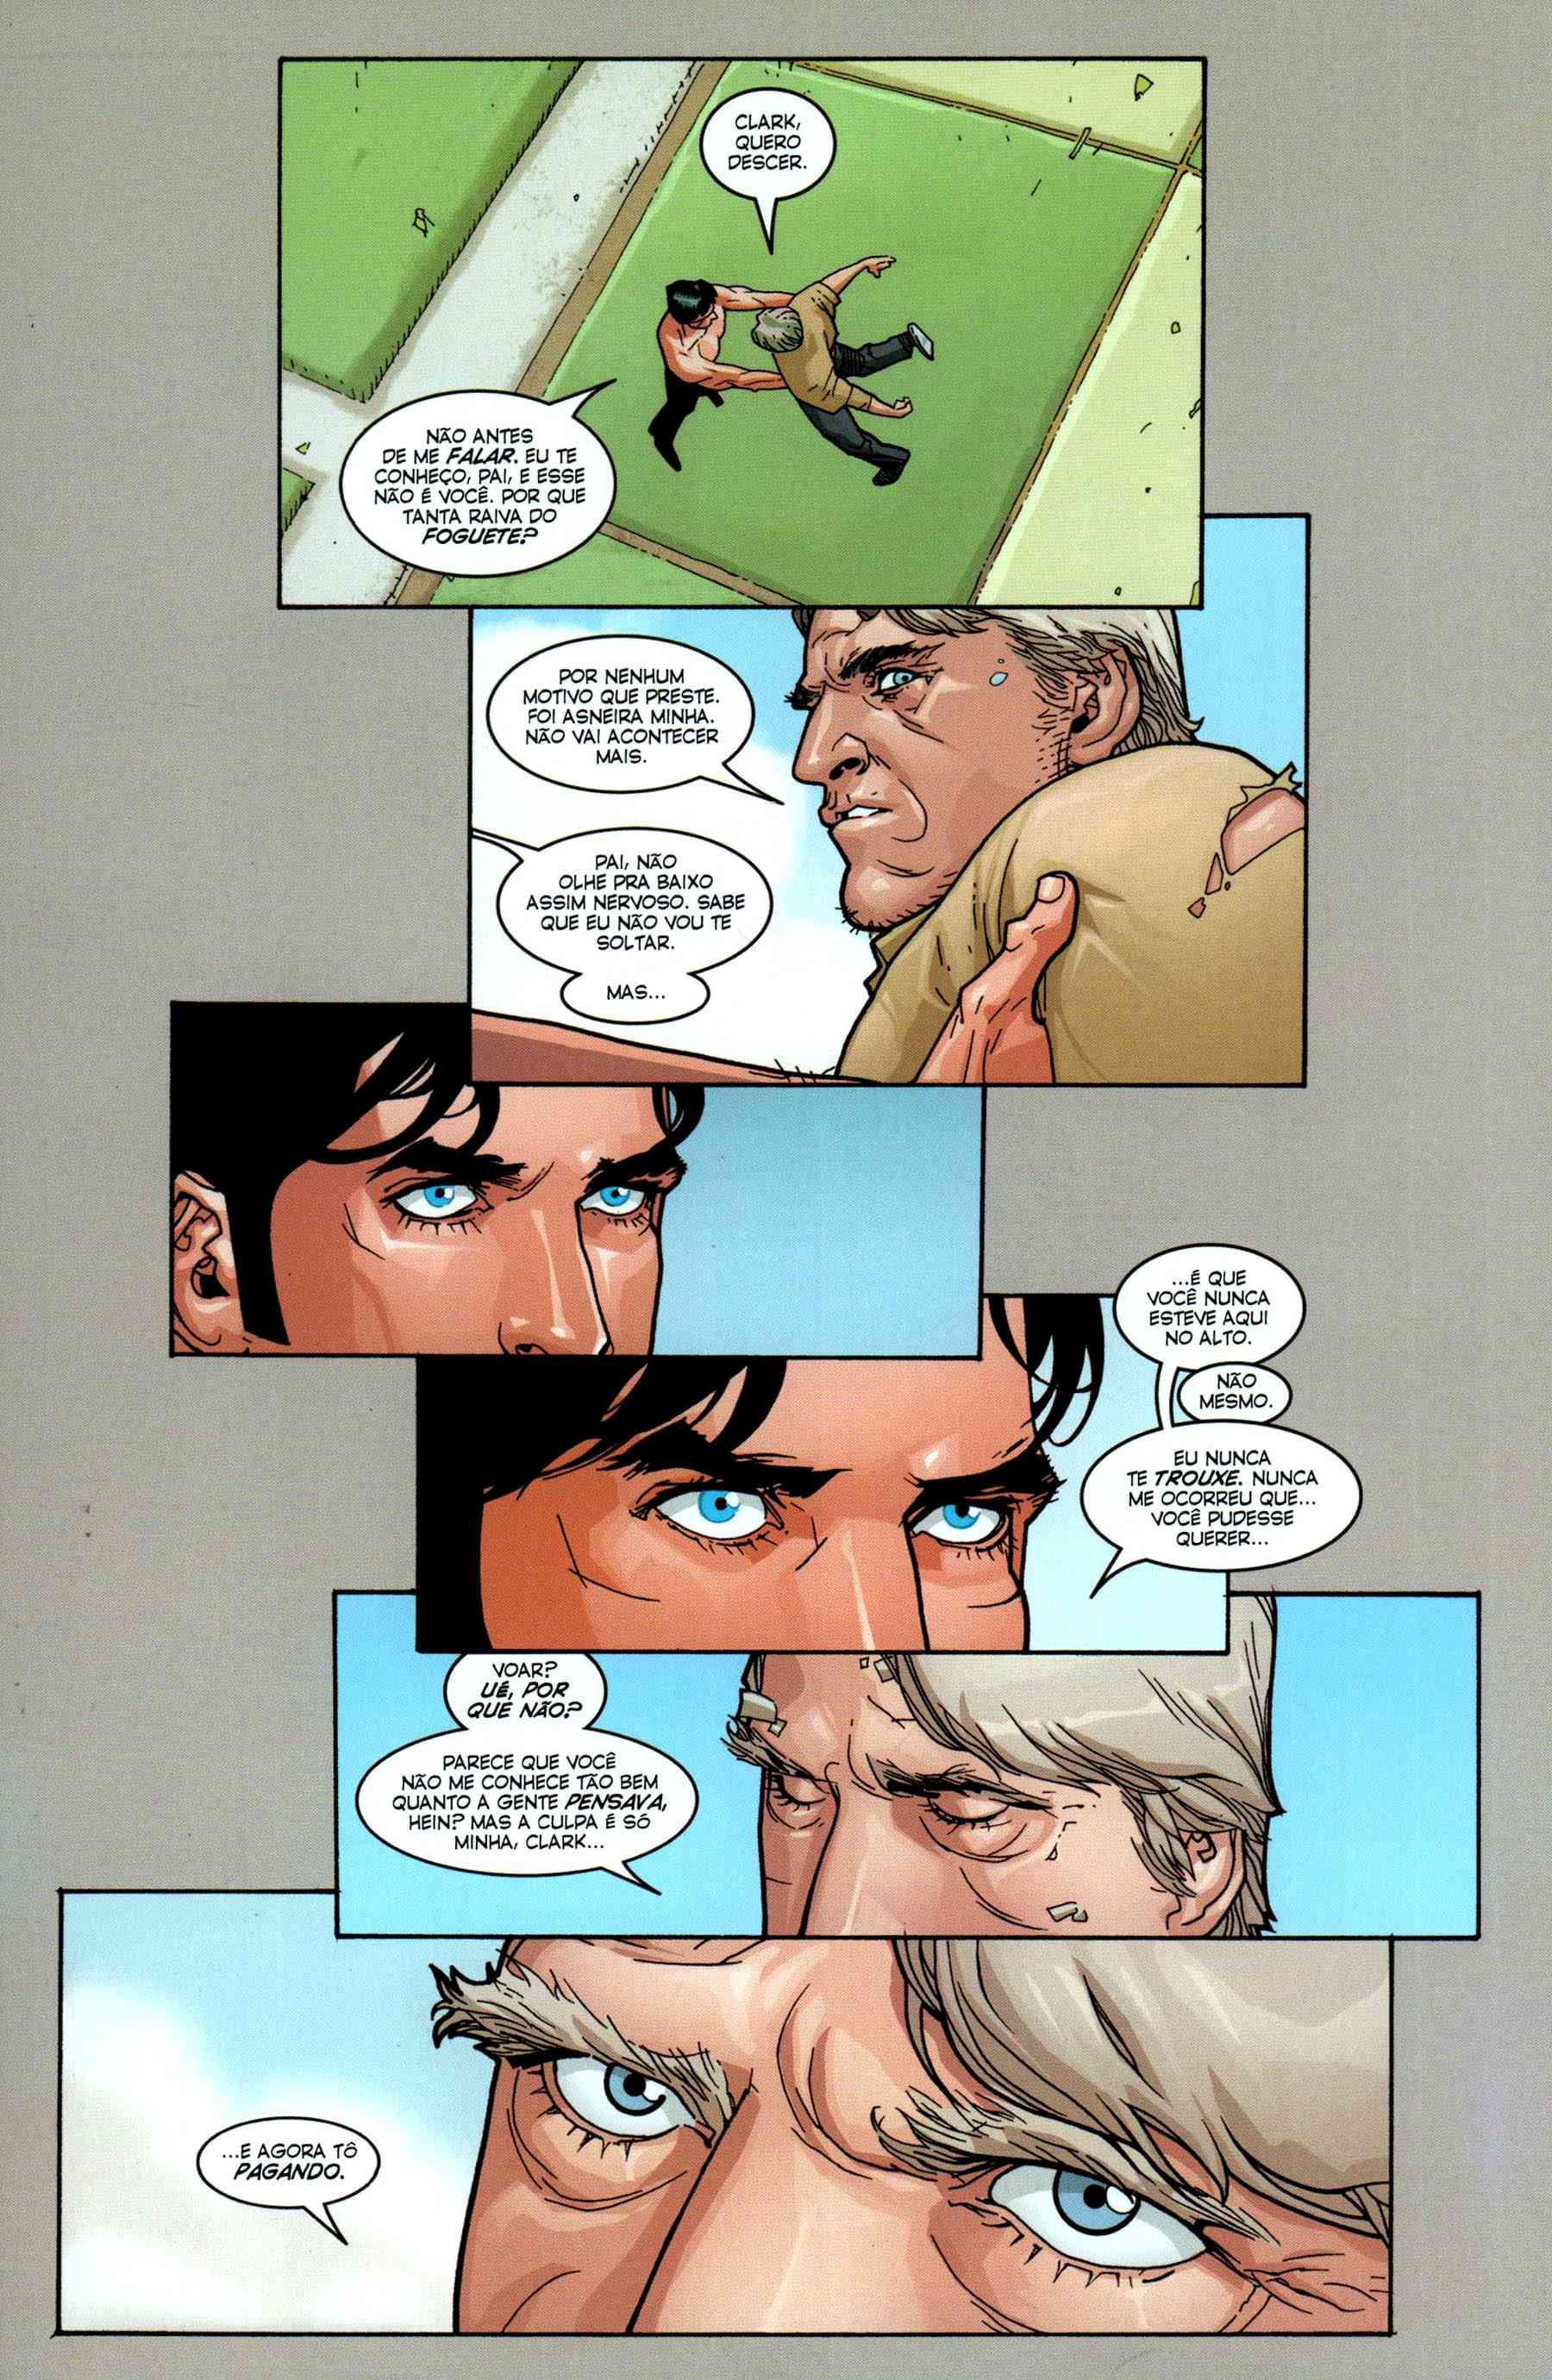 CLARK,
QUERO
DESCER.
NÃO ANTES
DE ME FALAR. EU TE
CONHEÇO, PAI, E ESSE
NÃO É VOCÊ. POR QUE
TANTA RAIVA DO
FOGUETE?
POR NENHUM
MOTIVO QUE PRESTE.
FOI ASNEIRA MINHA.
NÃO VAI ACONTECER
MAIS.
PAI, NÃO
OLHE PRA BAIXO
ASSIM NERVOSO. SABE
QUE EU NÃO VOU TE
SOLTAR.
MAS...
...É QUE
VOCÊ NUNCA
ESTEVE AQUI
NO ALTO.
NÃO
MESMO.
EU NUNCA
TE TROUXE. NUNCA
ME OCORREU QUE...
VOCÊ PUDESSE
QUERER...
VOAR?
UÉ, POR
QUE NÃO?
PARECE QUE VOCÊ
NÃO ME CONHECE TÃO BEM
QUANTO A GENTE PENSAVA,
HEIN? MAS A CULPA É SÓ
MINHA, CLARK...
...E AGORA TÔ
PAGANDO.